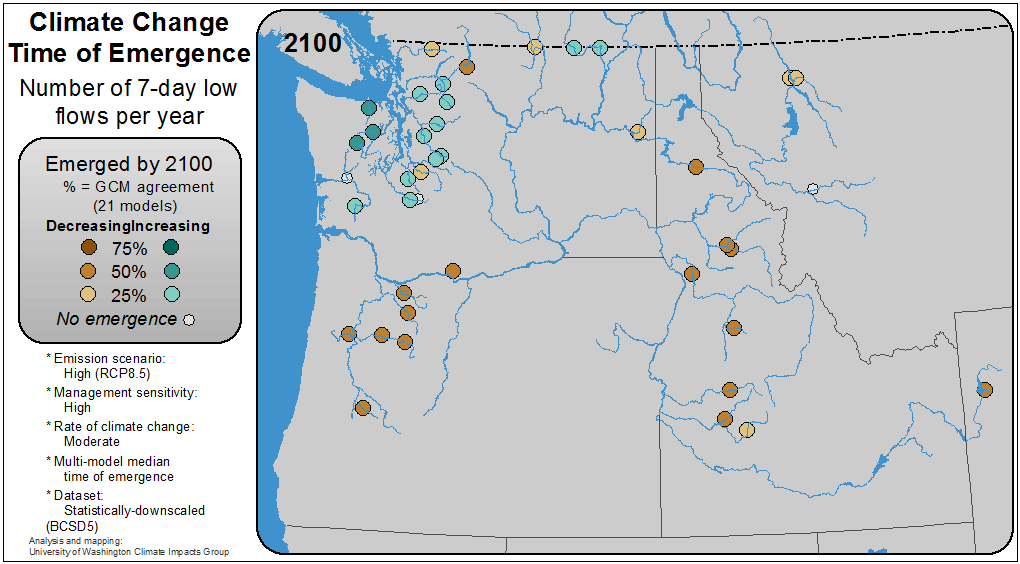 Climate Change
Time of Emergence
Number of 7-day low
flows per year
Emerged by 2100
% = GCM agreement
(21 models)
DecreasingIncreasing
75%
50%
25%
No emergence
* Emission scenario:
High (RCP8.5)
* Management sensitivity:
High
* Rate of climate change:
Moderate
* Multi-model median
time of emergence
* Dataset:
Statistically-downscaled
(BCSD5)
Analysis and mapping:
University of Washington Climate Impacts Group
2100